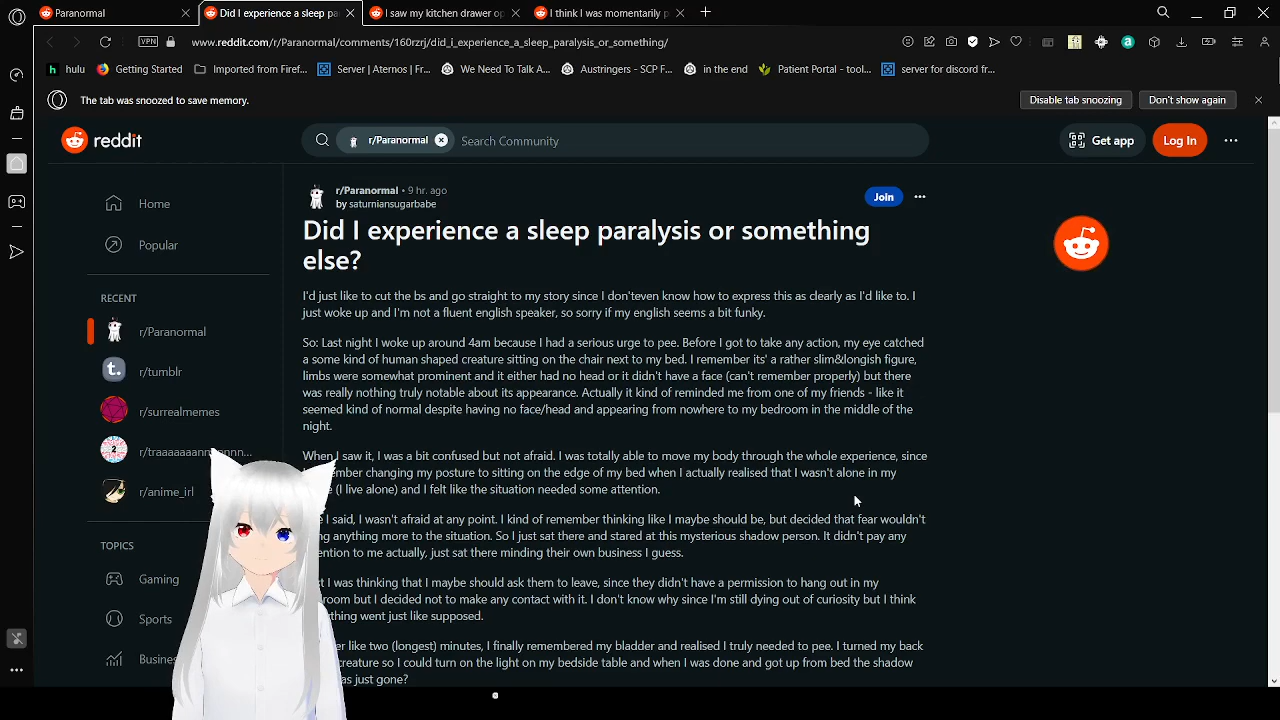 Paranormal
Did I experience a sleep pa
I saw my kitchen drawer op
I think I was momentarily p
VPN
www.reddit.com/r/Paranormal/comments/160rzrj/did_i_experience_a_sleep_paralysis_or_something/
hulu
Getting Started
Imported from Firef...
Server | Aternos | Fr...
We Need To Talk A...
Austringers - SCP F...
in the end
Patient Portal - tool...
server for discord fr...
The tab was snoozed to save memory.
Disable tab snoozing
Don't show again
reddit
r/Paranormal
Search Community
Get app
Log In
Home
Popular
RECENT
r/Paranormal
r/tumblr
r/surrealmemes
r/traaaaaaannnnnnn...
r/anime_irl
TOPICS
Gaming
Sports
Busines
r/Paranormal • 9 hr. ago
by saturniansugarbabe
Join
Did I experience a sleep paralysis or something
else?
I'd just like to cut the bs and go straight to my story since I don'teven know how to express this as clearly as I'd like to. I
just woke up and I'm not a fluent english speaker, so sorry if my english seems a bit funky.
So: Last night I woke up around 4am because I had a serious urge to pee. Before I got to take any action, my eye catched
a some kind of human shaped creature sitting on the chair next to my bed. I remember its' a rather slim&longish figure,
limbs were somewhat prominent and it either had no head or it didn't have a face (can't remember properly) but there
was really nothing truly notable about its appearance. Actually it kind of reminded me from one of my friends - like it
seemed kind of normal despite having no face/head and appearing from nowhere to my bedroom in the middle of the
night.
When I saw it, I was a bit confused but not afraid. I was totally able to move my body through the whole experience, since
ember changing my posture to sitting on the edge of my bed when I actually realised that I wasn't alone in my
(I live alone) and I felt like the situation needed some attention.
I said, I wasn't afraid at any point. I kind of remember thinking like I maybe should be, but decided that fear wouldn't
ng anything more to the situation. So I just sat there and stared at this mysterious shadow person. It didn't pay any
ention to me actually, just sat there minding their own business I guess.
t I was thinking that I maybe should ask them to leave, since they didn't have a permission to hang out in my
room but I decided not to make any contact with it. I don't know why since I'm still dying out of curiosity but I think
thing went just like supposed.
er like two (longest) minutes, I finally remembered my bladder and realised I truly needed to pee. I turned my back
creature so I could turn on the light on my bedside table and when I was done and got up from bed the shadow
as just gone?